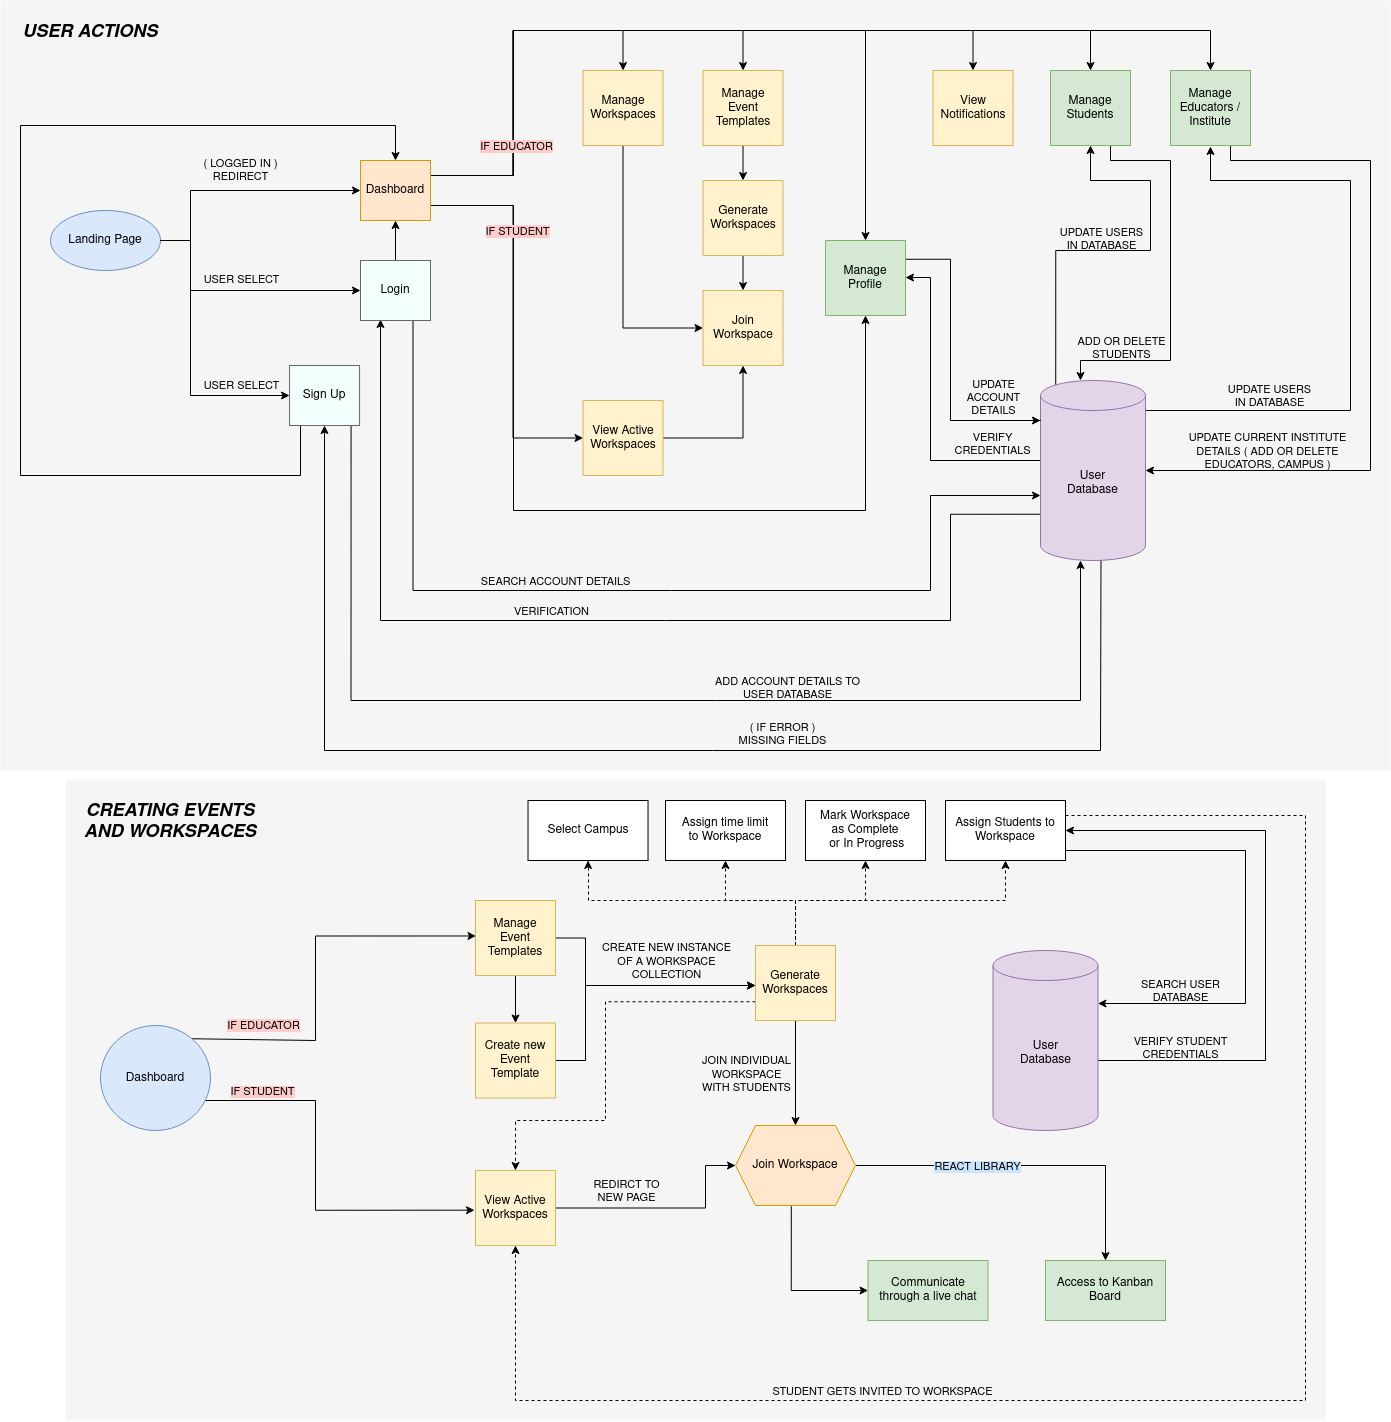 USER ACTIONS
IF EDUCATOR
Manage
Workspaces
Manage
Event
Templates
View
Notifications
Manage
Students
Manage
Educators /
Institute
( LOGGED IN )
REDIRECT
Dashboard
Landing Page
IF STUDENT
Generate
Workspaces
UPDATE USERS
IN DATABASE
USER SELECT
Login
Manage
Profile
Join
Workspace
ADD OR DELETE
STUDENTS
USER SELECT
Sign Up
UPDATE
ACCOUNT
DETAILS
UPDATE USERS
IN DATABASE
View Active
Workspaces
VERIFY
CREDENTIALS
UPDATE CURRENT INSTITUTE
DETAILS ( ADD OR DELETE
EDUCATORS, CAMPUS )
User
Database
SEARCH ACCOUNT DETAILS
VERIFICATION
ADD ACCOUNT DETAILS TO
USER DATABASE
( IF ERROR )
MISSING FIELDS
CREATING EVENTS
AND WORKSPACES
Select Campus
Assign time limit
to Workspace
Mark Workspace
as Complete
or In Progress
Assign Students to
Workspace
Manage
Event
Templates
CREATE NEW INSTANCE
OF A WORKSPACE
COLLECTION
Generate
Workspaces
SEARCH USER
DATABASE
IF EDUCATOR
Create new
Event
Template
User
Database
VERIFY STUDENT
CREDENTIALS
Dashboard
JOIN INDIVIDUAL
WORKSPACE
WITH STUDENTS
IF STUDENT
Join Workspace
REACT LIBRARY
View Active
Workspaces
REDIRCT TO
NEW PAGE
Communicate
through a live chat
Access to Kanban
Board
STUDENT GETS INVITED TO WORKSPACE